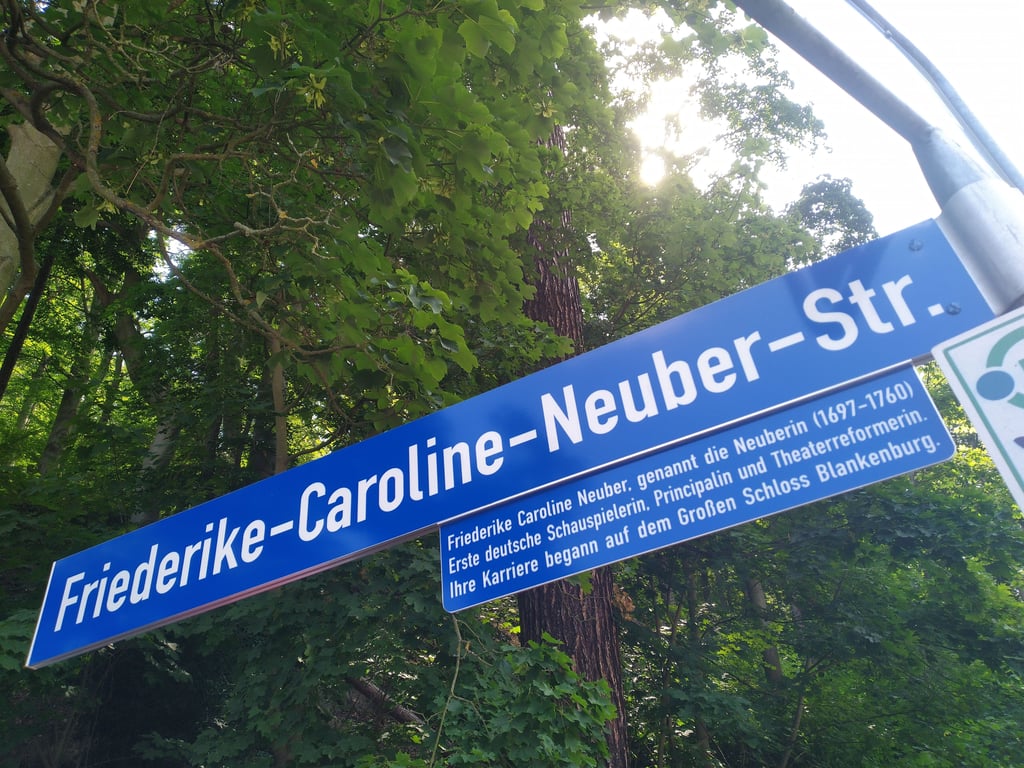 Friederike-Caroline-Neuber-Str.
Friederike Caroline Neuber, genannt die Neuberin (1697-1760)
Erste deutsche Schauspielerin, Principalin und Theaterreformerin.
Ihre Karriere begann auf dem Großen Schloss Blankenburg.